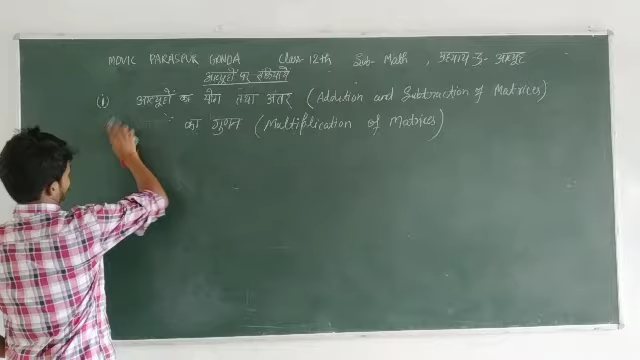 MOVIC PARASPUR GONDA Class-12th Sub- Math , अध्याय-3- आव्यूह
आव्यूहों पर संक्रियायें
(i) आव्यूहों का योग तथा अंतर (Addition and Subtraction of Matrices)
का गुणन (Multiplication of Matrices)